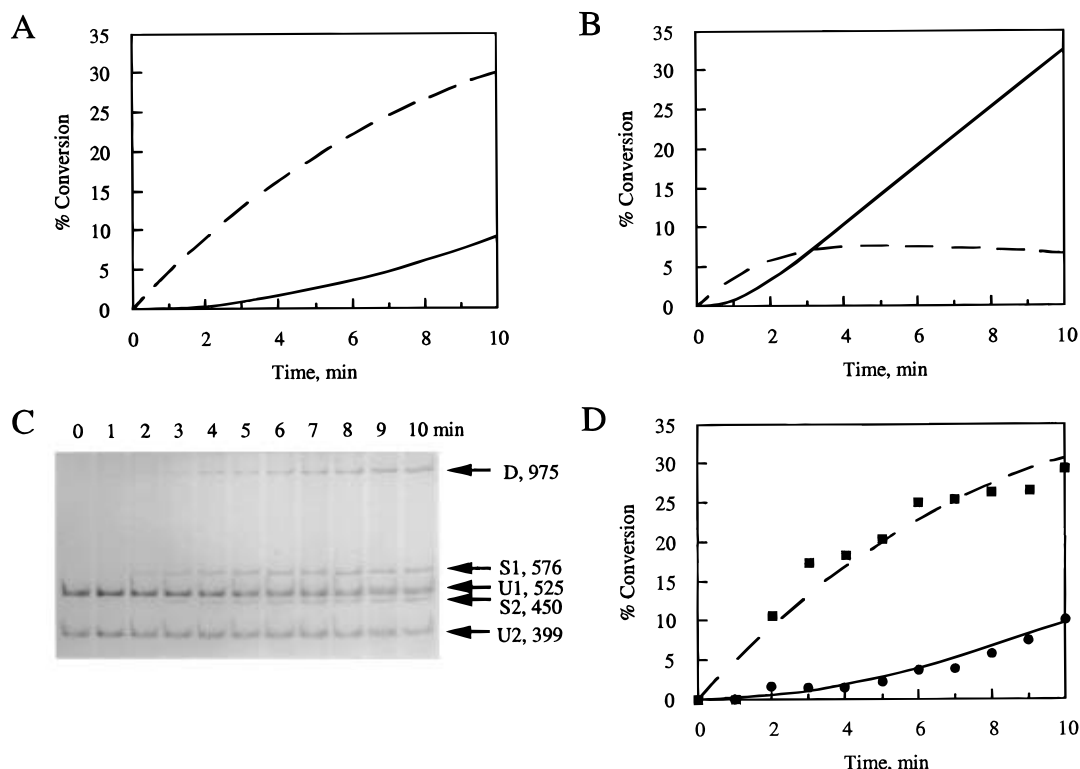 A
35
30
25
20
15
10
5
0
% Conversion
0 2 4 6 8 10
Time, min
B
35
30
25
20
15
10
5
0
% Conversion
0 2 4 6 8 10
Time, min
C
0 1 2 3 4 5 6 7 8 9 10 min
D, 975
S1, 576
U1, 525
S2, 450
U2, 399
D
35
30
25
20
15
10
5
0
% Conversion
0 2 4 6 8 10
Time, min